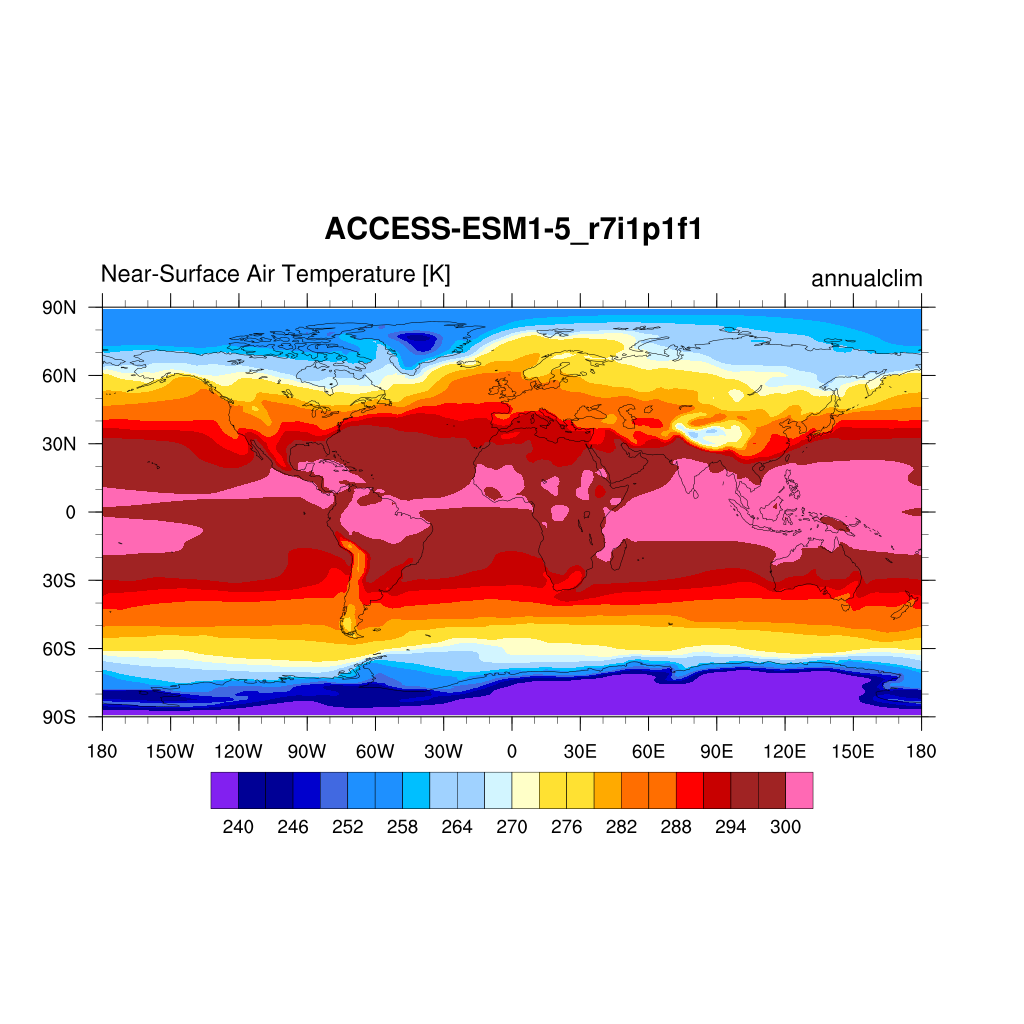 ACCESS-ESM1-5_r7i1p1f1
Near-Surface Air Temperature [K] annualclim
90N
60N
30N
0
30S
60S
90S
180 150W 120W 90W 60W 30W 0 30E 60E 90E 120E 150E 180
240 246 252 258 264 270 276 282 288 294 300